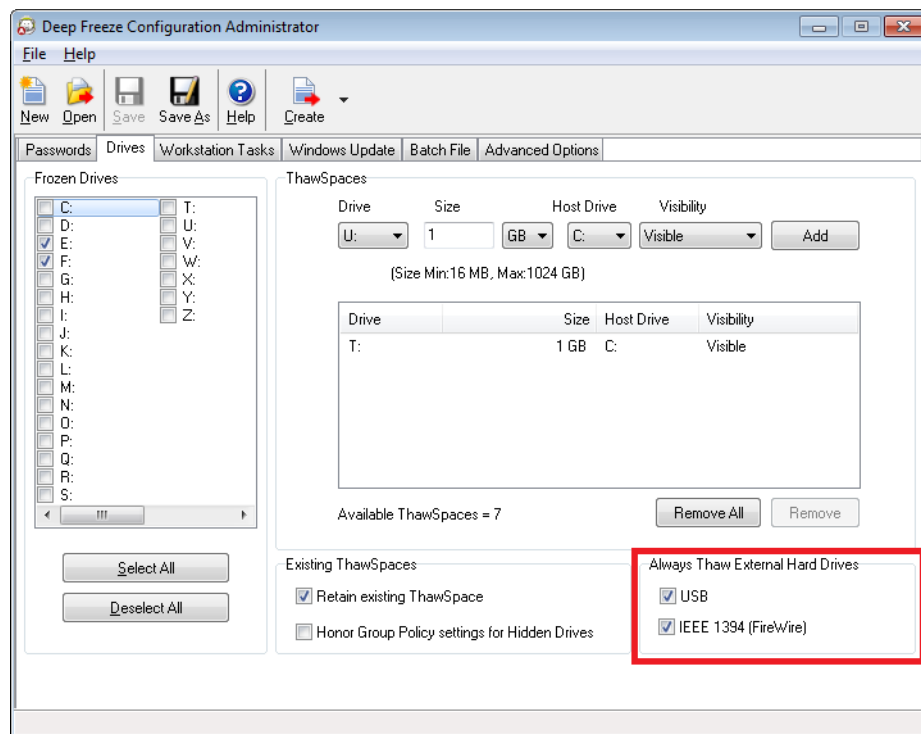 Deep Freeze Configuration Administrator
File Help
New Open Save Save As Help Create
Passwords Drives Workstation Tasks Windows Update Batch File Advanced Options
Frozen Drives
C: T:
D: U:
E: V:
F: W:
G: X:
H: Y:
I: Z:
J:
K:
L:
M:
N:
O:
P:
Q:
R:
S:
Select All
Deselect All
ThawSpaces
Drive Size Host Drive Visibility
U: 1 GB C: Visible Add
(Size Min:16 MB, Max:1024 GB)
Drive Size Host Drive Visibility
T: 1 GB C: Visible
Available ThawSpaces = 7 Remove All Remove
Existing ThawSpaces
Retain existing ThawSpace
Honor Group Policy settings for Hidden Drives
Always Thaw External Hard Drives
USB
IEEE 1394 (FireWire)